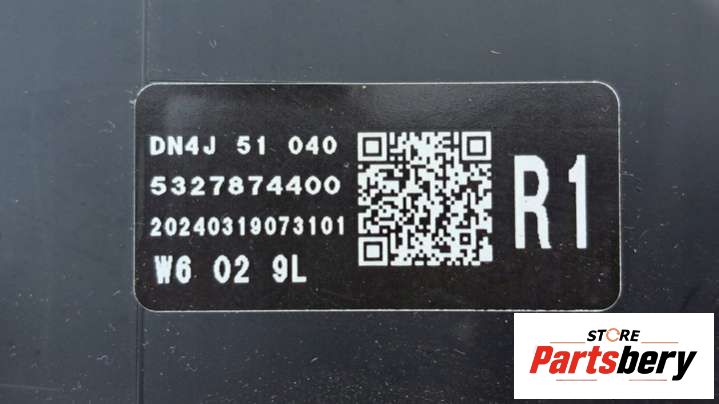 DN4J 51 040
5327874400
20240319073101
W6 02 9L
R1
STORE
Partsbery